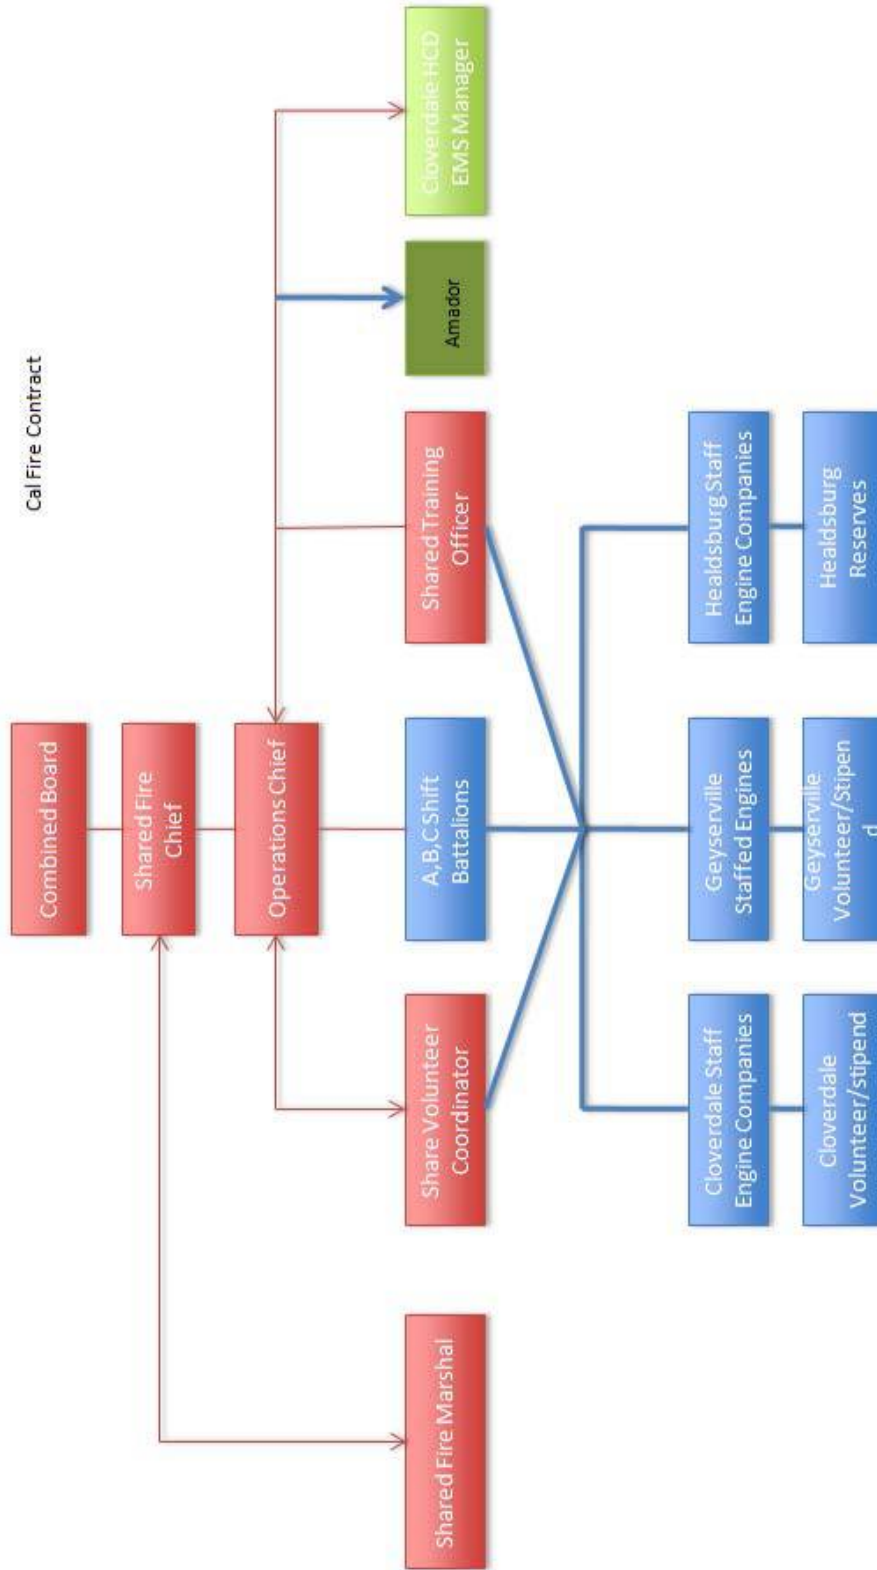 Cal Fire Contract
Combined Board
Shared Fire
Chief
Operations Chief
Shared Fire Marshal
Share Volunteer
Coordinator
A,B,C Shift
Battalions
Shared Training
Officer
Amador
Cloverdale HCD
EMS Manager
Cloverdale Staff
Engine Companies
Geyserville
Staffed Engines
Healdsburg Staff
Engine Companies
Cloverdale
Volunteer/stipend
Geyserville
Volunteer/Stipen
d
Healdsburg
Reserves